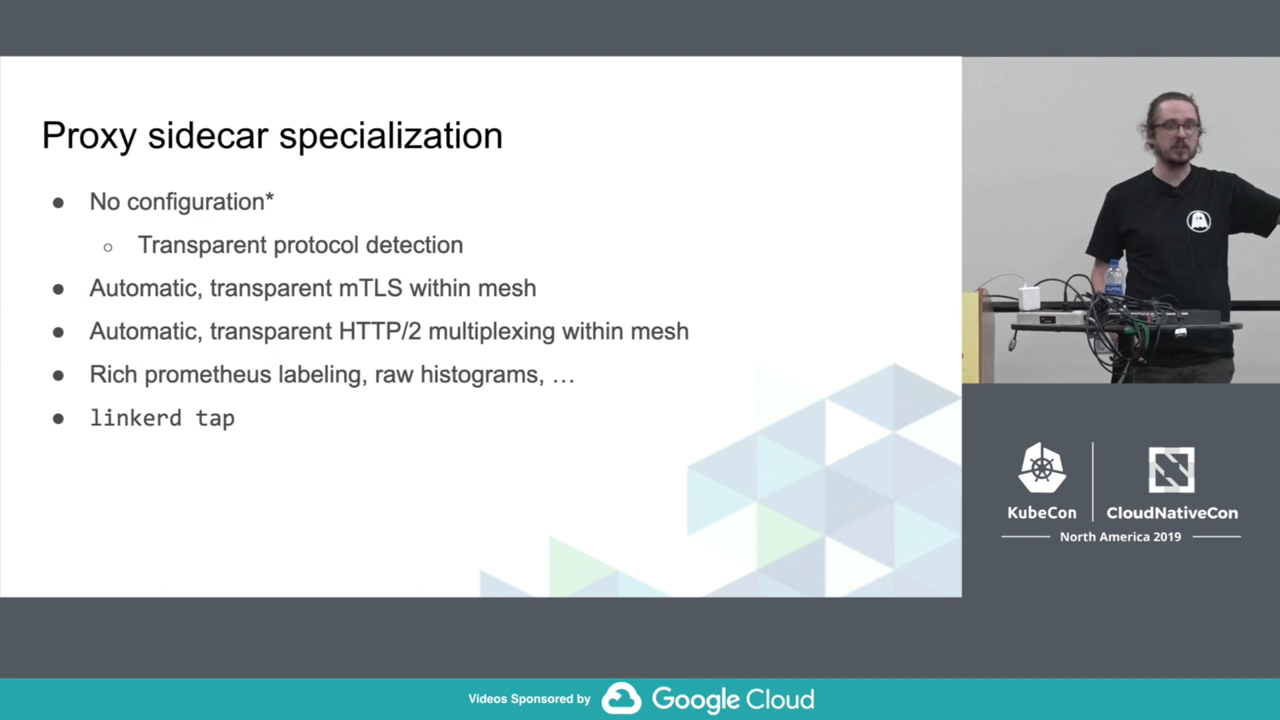 Proxy sidecar specialization
● No configuration*
○ Transparent protocol detection
● Automatic, transparent mTLS within mesh
● Automatic, transparent HTTP/2 multiplexing within mesh
● Rich prometheus labeling, raw histograms, …
● linkerd tap
KubeCon
CloudNativeCon
North America 2019
Videos Sponsored by
Google Cloud